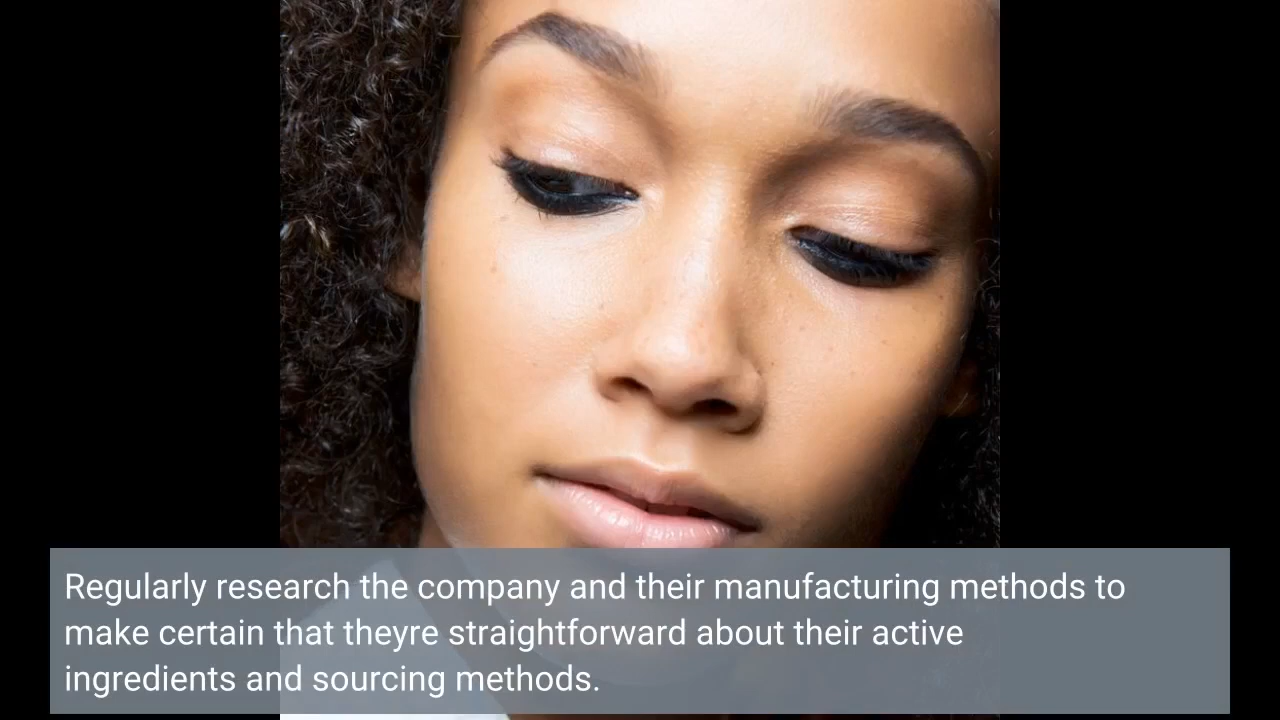 Regularly research the company and their manufacturing methods to
make certain that theyre straightforward about their active
ingredients and sourcing methods.